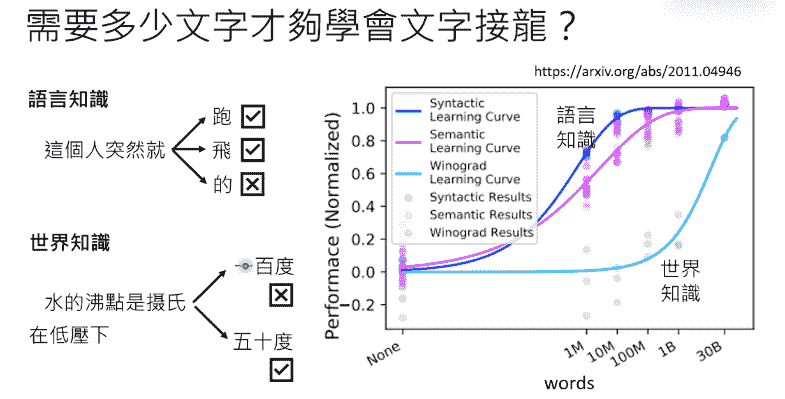 需要多少文字才夠學會文字接龍？
https://arxiv.org/abs/2011.04946
語言知識
這個人突然就
跑
飛
的
世界知識
水的沸點是摄氏
在低壓下
一百度
五十度
Performace (Normalized)
1.0
0.8
0.6
0.4
0.2
0.0
−0.2
Syntactic
Learning Curve
Semantic
Learning Curve
Winograd
Learning Curve
Syntactic Results
Semantic Results
Winograd Results
語言
知識
世界
知識
None
1M
10M
100M
1B
30B
words